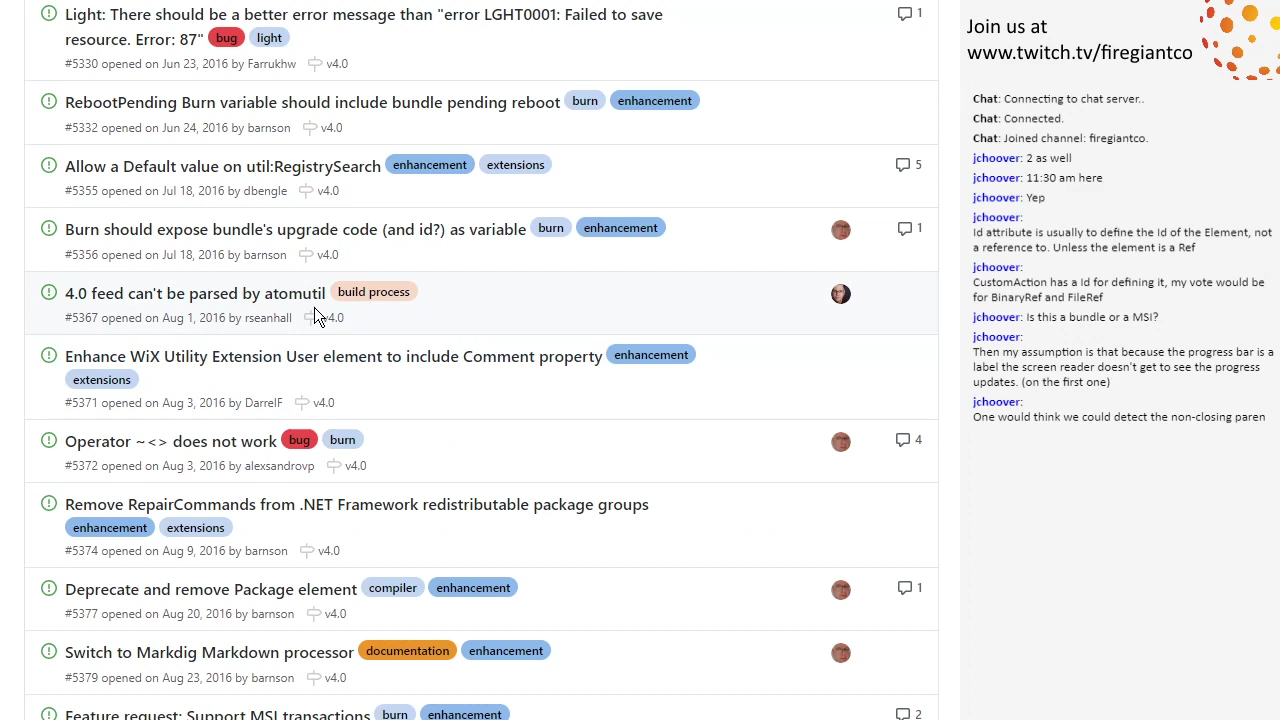 Light: There should be a better error message than "error LGHT0001: Failed to save
resource. Error: 87" bug light
1
#5330 opened on Jun 23, 2016 by Farrukhw v4.0
RebootPending Burn variable should include bundle pending reboot burn enhancement
#5332 opened on Jun 24, 2016 by barnson v4.0
Allow a Default value on util:RegistrySearch enhancement extensions
5
#5355 opened on Jul 18, 2016 by dbengle v4.0
Burn should expose bundle's upgrade code (and id?) as variable burn enhancement
1
#5356 opened on Jul 18, 2016 by barnson v4.0
4.0 feed can't be parsed by atomutil build process
#5367 opened on Aug 1, 2016 by rseanhall v4.0
Enhance WiX Utility Extension User element to include Comment property enhancement
extensions
#5371 opened on Aug 3, 2016 by DarrelF v4.0
Operator ~<> does not work bug burn
4
#5372 opened on Aug 3, 2016 by alexsandrovp v4.0
Remove RepairCommands from .NET Framework redistributable package groups
enhancement extensions
#5374 opened on Aug 9, 2016 by barnson v4.0
Deprecate and remove Package element compiler enhancement
1
#5377 opened on Aug 20, 2016 by barnson v4.0
Switch to Markdig Markdown processor documentation enhancement
#5379 opened on Aug 23, 2016 by barnson v4.0
Feature request: Support MSI transactions burn enhancement
2
Join us at
www.twitch.tv/firegiantco
Chat: Connecting to chat server..
Chat: Connected.
Chat: Joined channel: firegiantco.
jchoover: 2 as well
jchoover: 11:30 am here
jchoover: Yep
jchoover:
Id attribute is usually to define the Id of the Element, not
a reference to. Unless the element is a Ref
jchoover:
CustomAction has a Id for defining it, my vote would be
for BinaryRef and FileRef
jchoover: Is this a bundle or a MSI?
jchoover:
Then my assumption is that because the progress bar is a
label the screen reader doesn't get to see the progress
updates. (on the first one)
jchoover:
One would think we could detect the non-closing paren